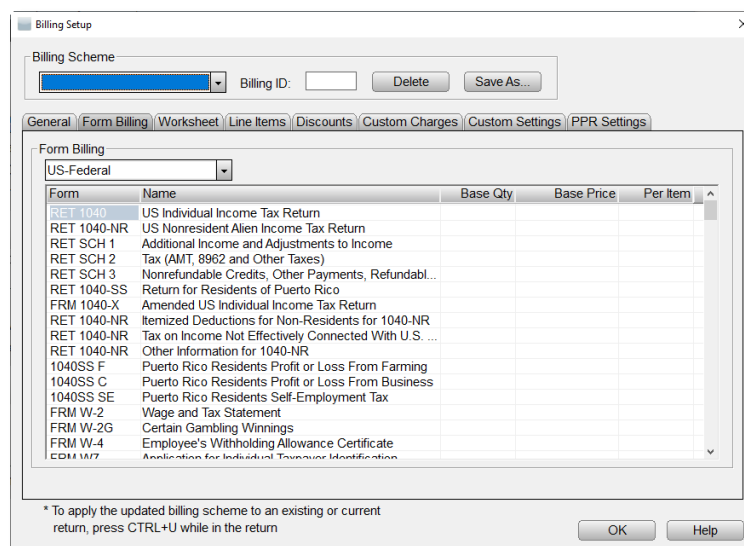 Billing Setup
Billing Scheme
Billing ID: Delete Save As...
General Form Billing Worksheet Line Items Discounts Custom Charges Custom Settings PPR Settings
Form Billing
US-Federal
Form Name Base Qty Base Price Per Item
RET 1040 US Individual Income Tax Return
RET 1040-NR US Nonresident Alien Income Tax Return
RET SCH 1 Additional Income and Adjustments to Income
RET SCH 2 Tax (AMT, 8962 and Other Taxes)
RET SCH 3 Nonrefundable Credits, Other Payments, Refundabl...
RET 1040-SS Return for Residents of Puerto Rico
FRM 1040-X Amended US Individual Income Tax Return
RET 1040-NR Itemized Deductions for Non-Residents for 1040-NR
RET 1040-NR Tax on Income Not Effectively Connected With U.S. ...
RET 1040-NR Other Information for 1040-NR
1040SS F Puerto Rico Residents Profit or Loss From Farming
1040SS C Puerto Rico Residents Profit or Loss From Business
1040SS SE Puerto Rico Residents Self-Employment Tax
FRM W-2 Wage and Tax Statement
FRM W-2G Certain Gambling Winnings
FRM W-4 Employee's Withholding Allowance Certificate
FRM W7 Application for Individual Taxpayer Identification
* To apply the updated billing scheme to an existing or current
return, press CTRL+U while in the return
OK Help